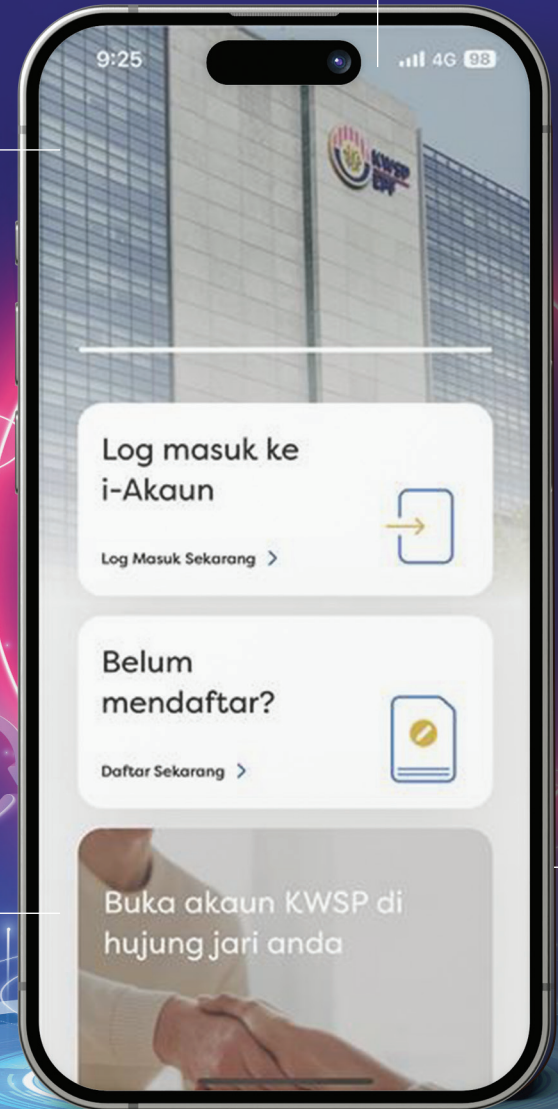 9:25
4G 98
KWSP
EPF
Log masuk ke
i-Akaun
Log Masuk Sekarang
Belum
mendaftar?
Daftar Sekarang
Buka akaun KWSP di
hujung jari anda